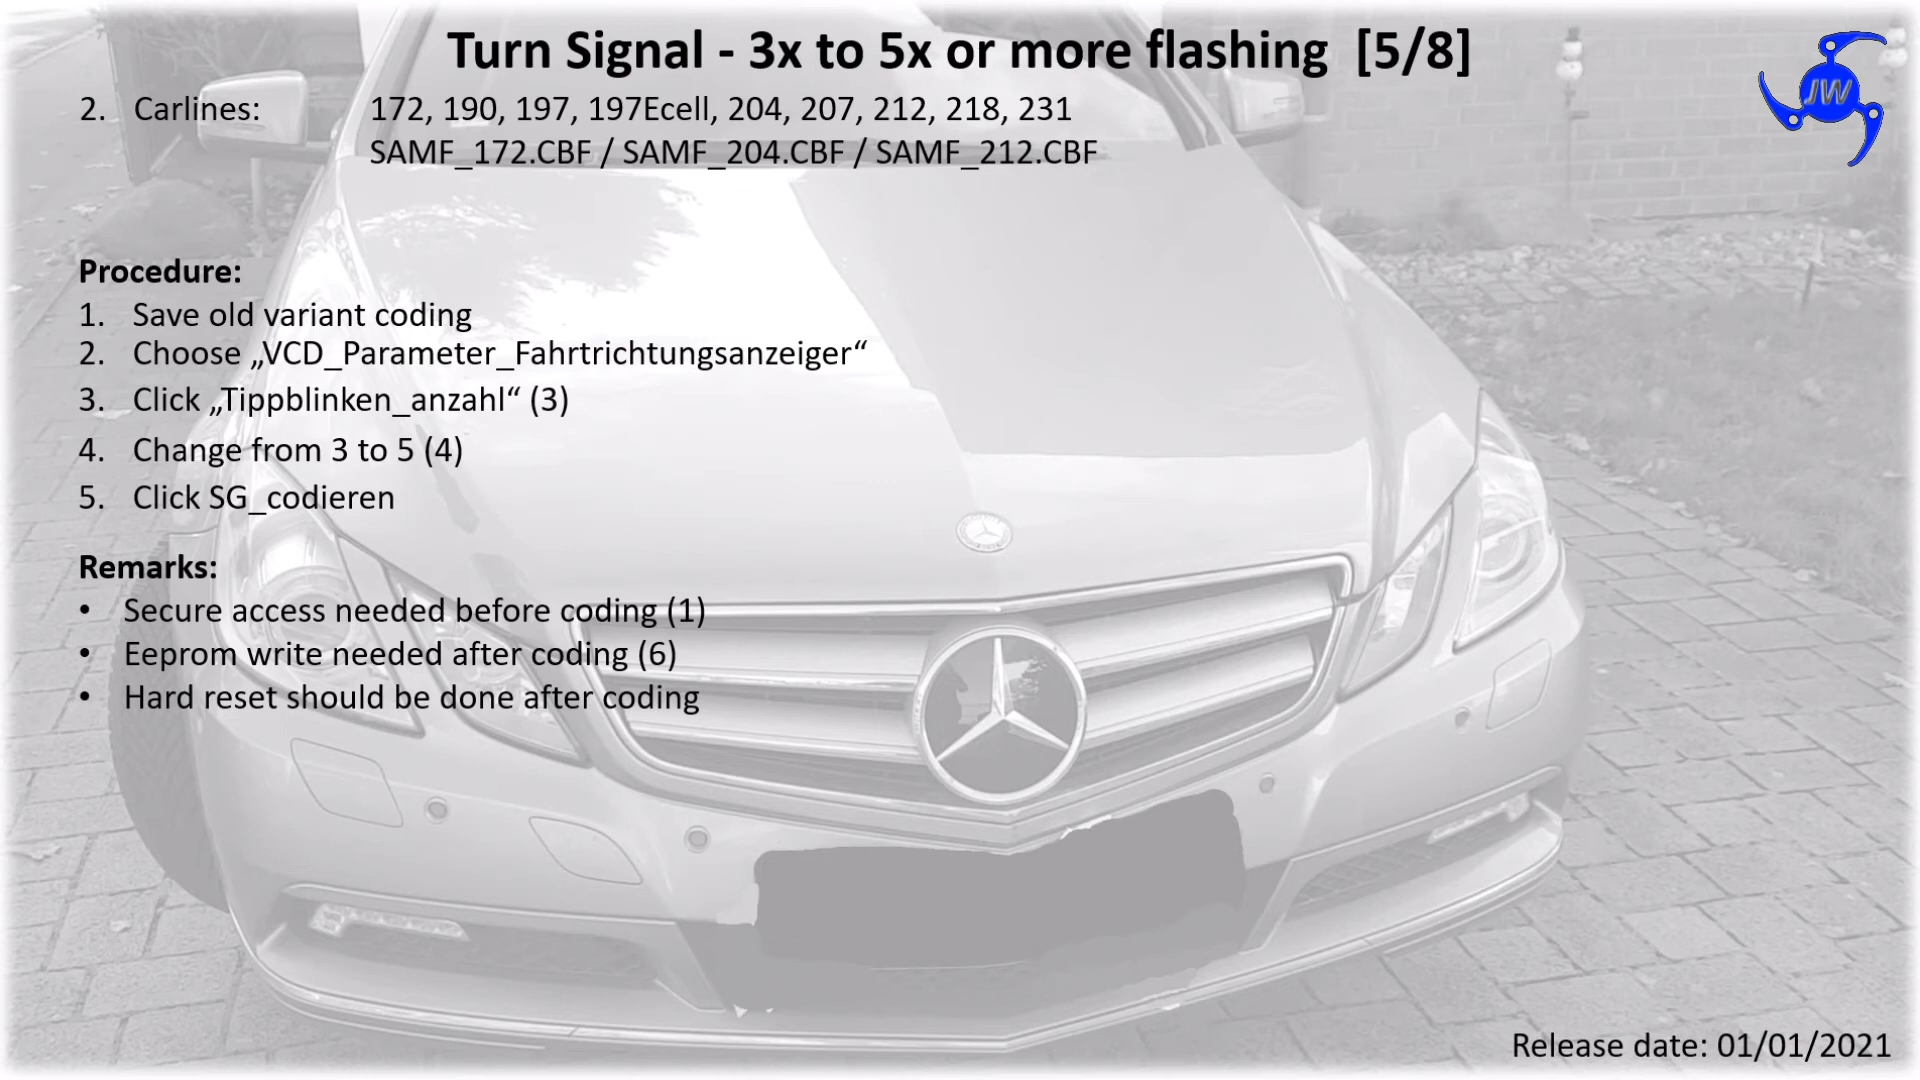 Turn Signal - 3x to 5x or more flashing [5/8]
JW
2. Carlines: 172, 190, 197, 197Ecell, 204, 207, 212, 218, 231
SAMF_172.CBF / SAMF_204.CBF / SAMF_212.CBF
Procedure:
1. Save old variant coding
2. Choose „VCD_Parameter_Fahrtrichtungsanzeiger“
3. Click „Tippblinken_anzahl“ (3)
4. Change from 3 to 5 (4)
5. Click SG_codieren
Remarks:
• Secure access needed before coding (1)
• Eeprom write needed after coding (6)
• Hard reset should be done after coding
Release date: 01/01/2021